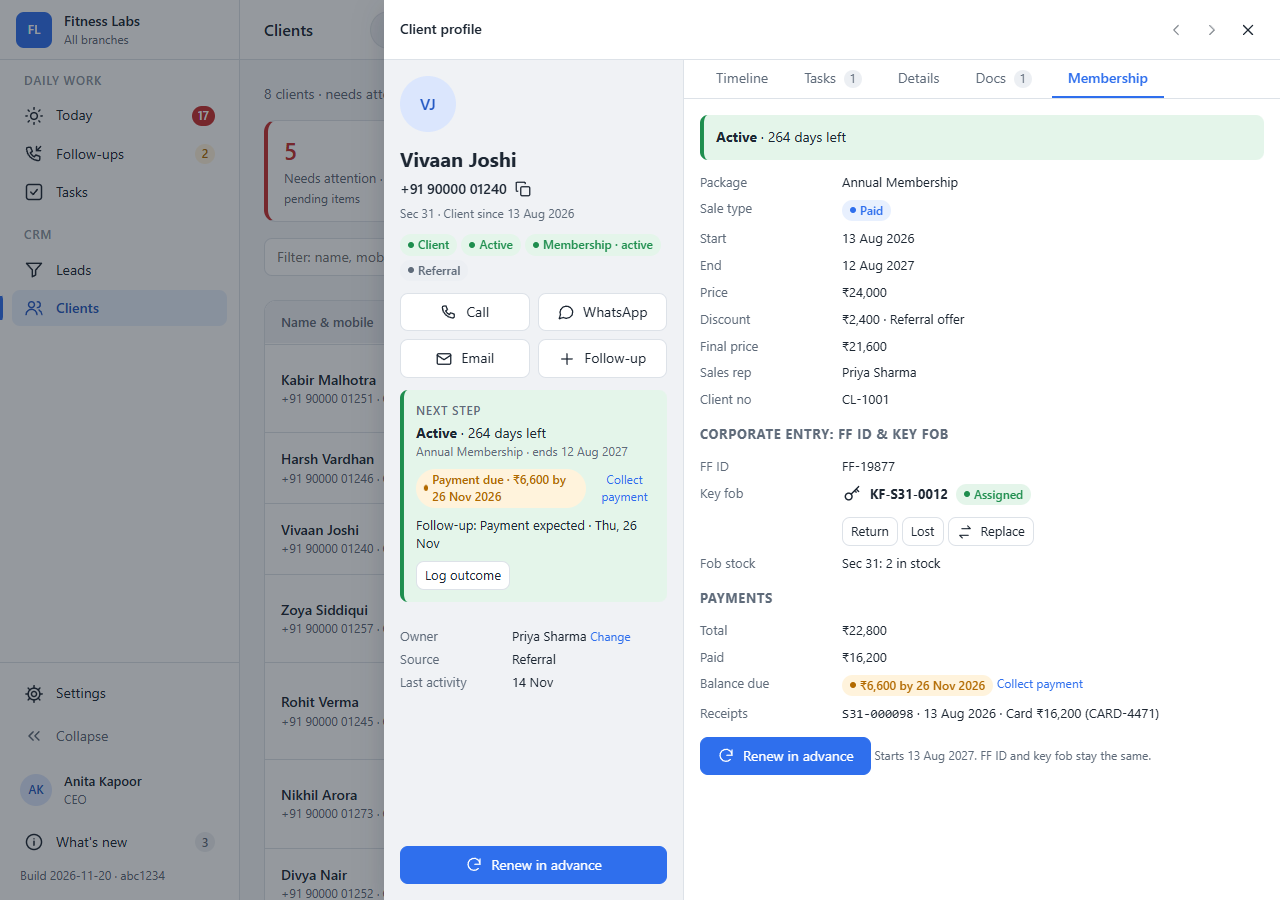 FL
Fitness Labs
All branches
DAILY WORK
Today 17
Follow-ups 2
Tasks
CRM
Leads
Clients
Settings
Collapse
AK
Anita Kapoor
CEO
What's new 3
Build 2026-11-20 · abc1234
Clients
8 clients · needs
5
Needs attention ·
pending items
Filter: name, mob
Name & mobile
Kabir Malhotra
+91 90000 01251 ·
Harsh Vardhan
+91 90000 01246 ·
Vivaan Joshi
+91 90000 01240 ·
Zoya Siddiqui
+91 90000 01257 ·
Rohit Verma
+91 90000 01245 ·
Nikhil Arora
+91 90000 01273 ·
Divya Nair
+91 90000 01252 ·
Client profile
VJ
Vivaan Joshi
+91 90000 01240
Sec 31 · Client since 13 Aug 2026
Client Active Membership · active
Referral
Call WhatsApp
Email Follow-up
NEXT STEP
Active · 264 days left
Annual Membership · ends 12 Aug 2027
Payment due · ₹6,600 by
26 Nov 2026
Collect
payment
Follow-up: Payment expected · Thu, 26
Nov
Log outcome
Owner Priya Sharma Change
Source Referral
Last activity 14 Nov
Renew in advance
Timeline Tasks 1 Details Docs 1 Membership
Active · 264 days left
Package Annual Membership
Sale type Paid
Start 13 Aug 2026
End 12 Aug 2027
Price ₹24,000
Discount ₹2,400 · Referral offer
Final price ₹21,600
Sales rep Priya Sharma
Client no CL-1001
CORPORATE ENTRY: FF ID & KEY FOB
FF ID FF-19877
Key fob KF-S31-0012 Assigned
Return Lost Replace
Fob stock Sec 31: 2 in stock
PAYMENTS
Total ₹22,800
Paid ₹16,200
Balance due ₹6,600 by 26 Nov 2026 Collect payment
Receipts S31-000098 · 13 Aug 2026 · Card ₹16,200 (CARD-4471)
Renew in advance Starts 13 Aug 2027. FF ID and key fob stay the same.